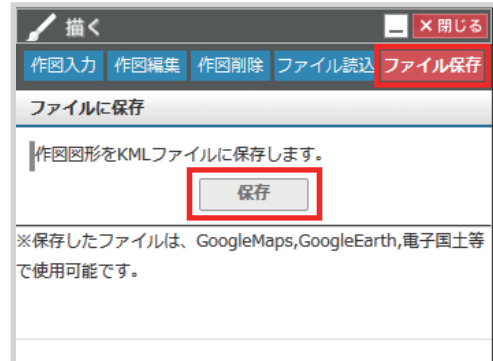 描く
×閉じる
作図入力 作図編集 作図削除 ファイル読込 ファイル保存
ファイルに保存
作図図形をKMLファイルに保存します。
保存
※保存したファイルは、GoogleMaps,GoogleEarth,電子国土等
で使用可能です。